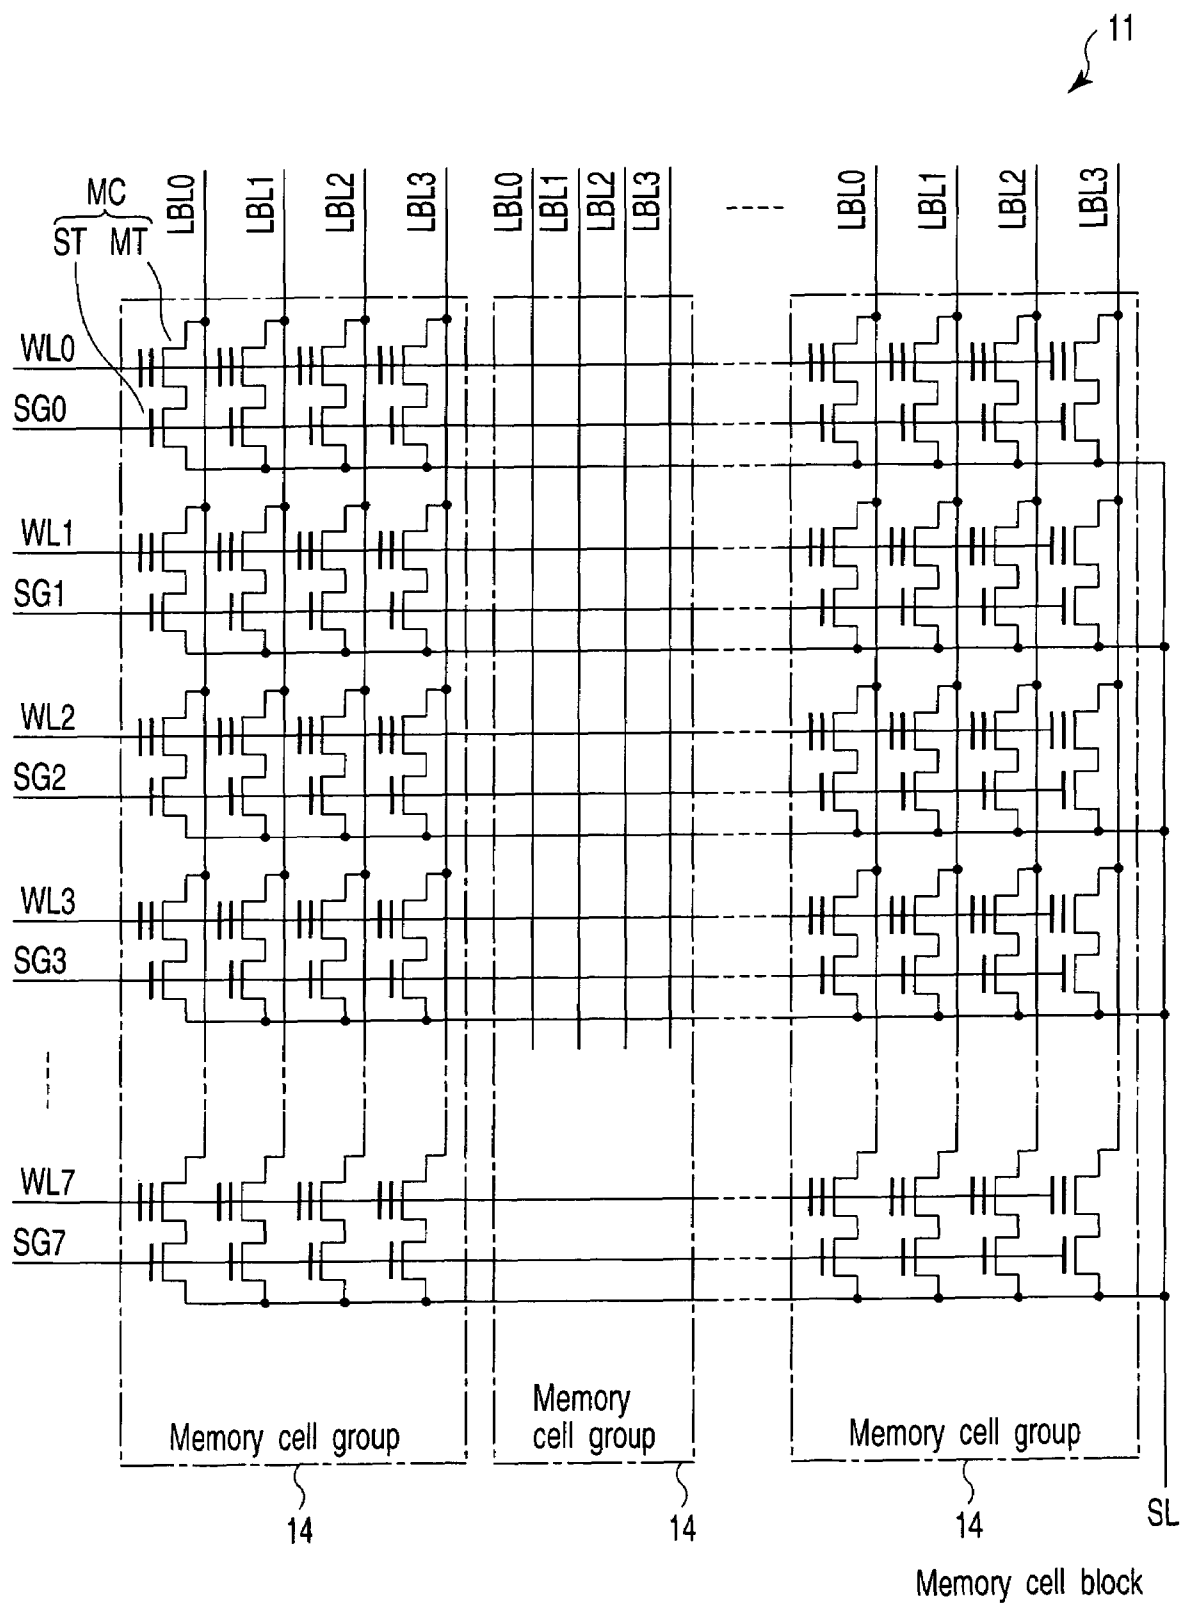 11
MC
ST MT
LBL0 LBL1 LBL2 LBL3
LBL0 LBL1 LBL2 LBL3
LBL0 LBL1 LBL2 LBL3
WL0
SG0
WL1
SG1
WL2
SG2
WL3
SG3
WL7
SG7
Memory cell group
Memory
cell group
Memory cell group
14
14
14
SL
Memory cell block